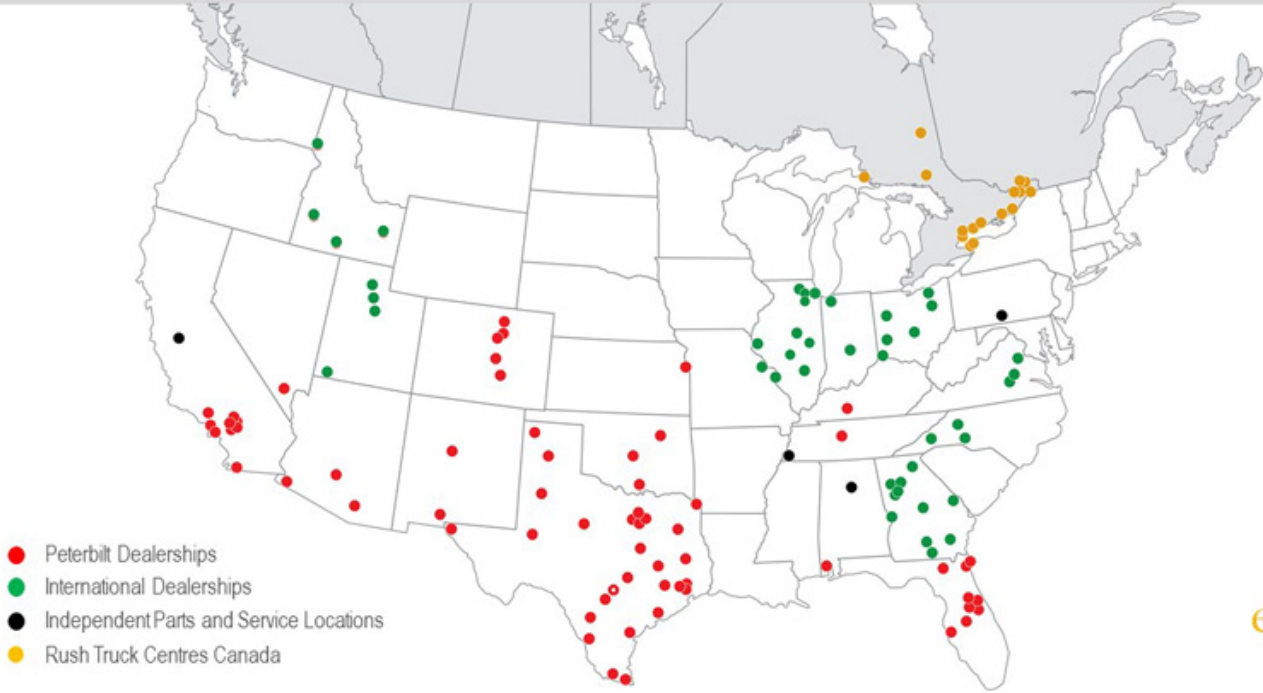 Peterbilt Dealerships
International Dealerships
Independent Parts and Service Locations
Rush Truck Centres Canada
e